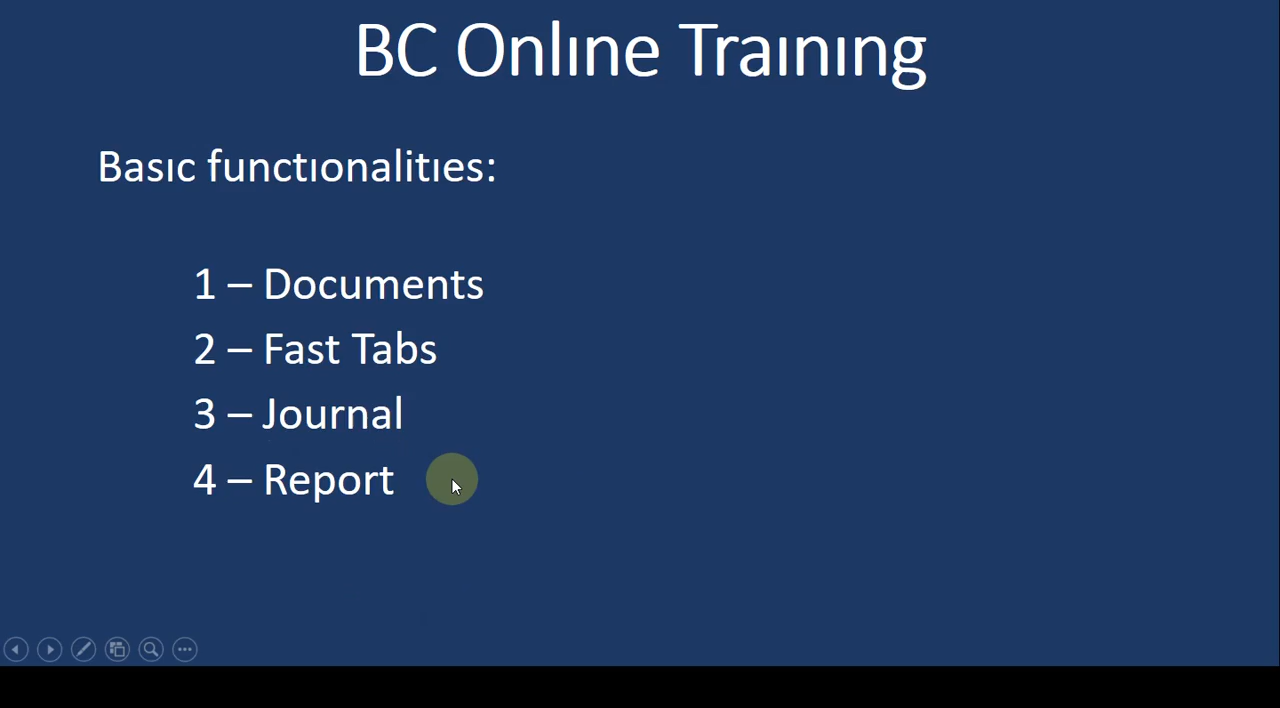 BC Online Training
Basic functionalities:
1 – Documents
2 – Fast Tabs
3 – Journal
4 – Report